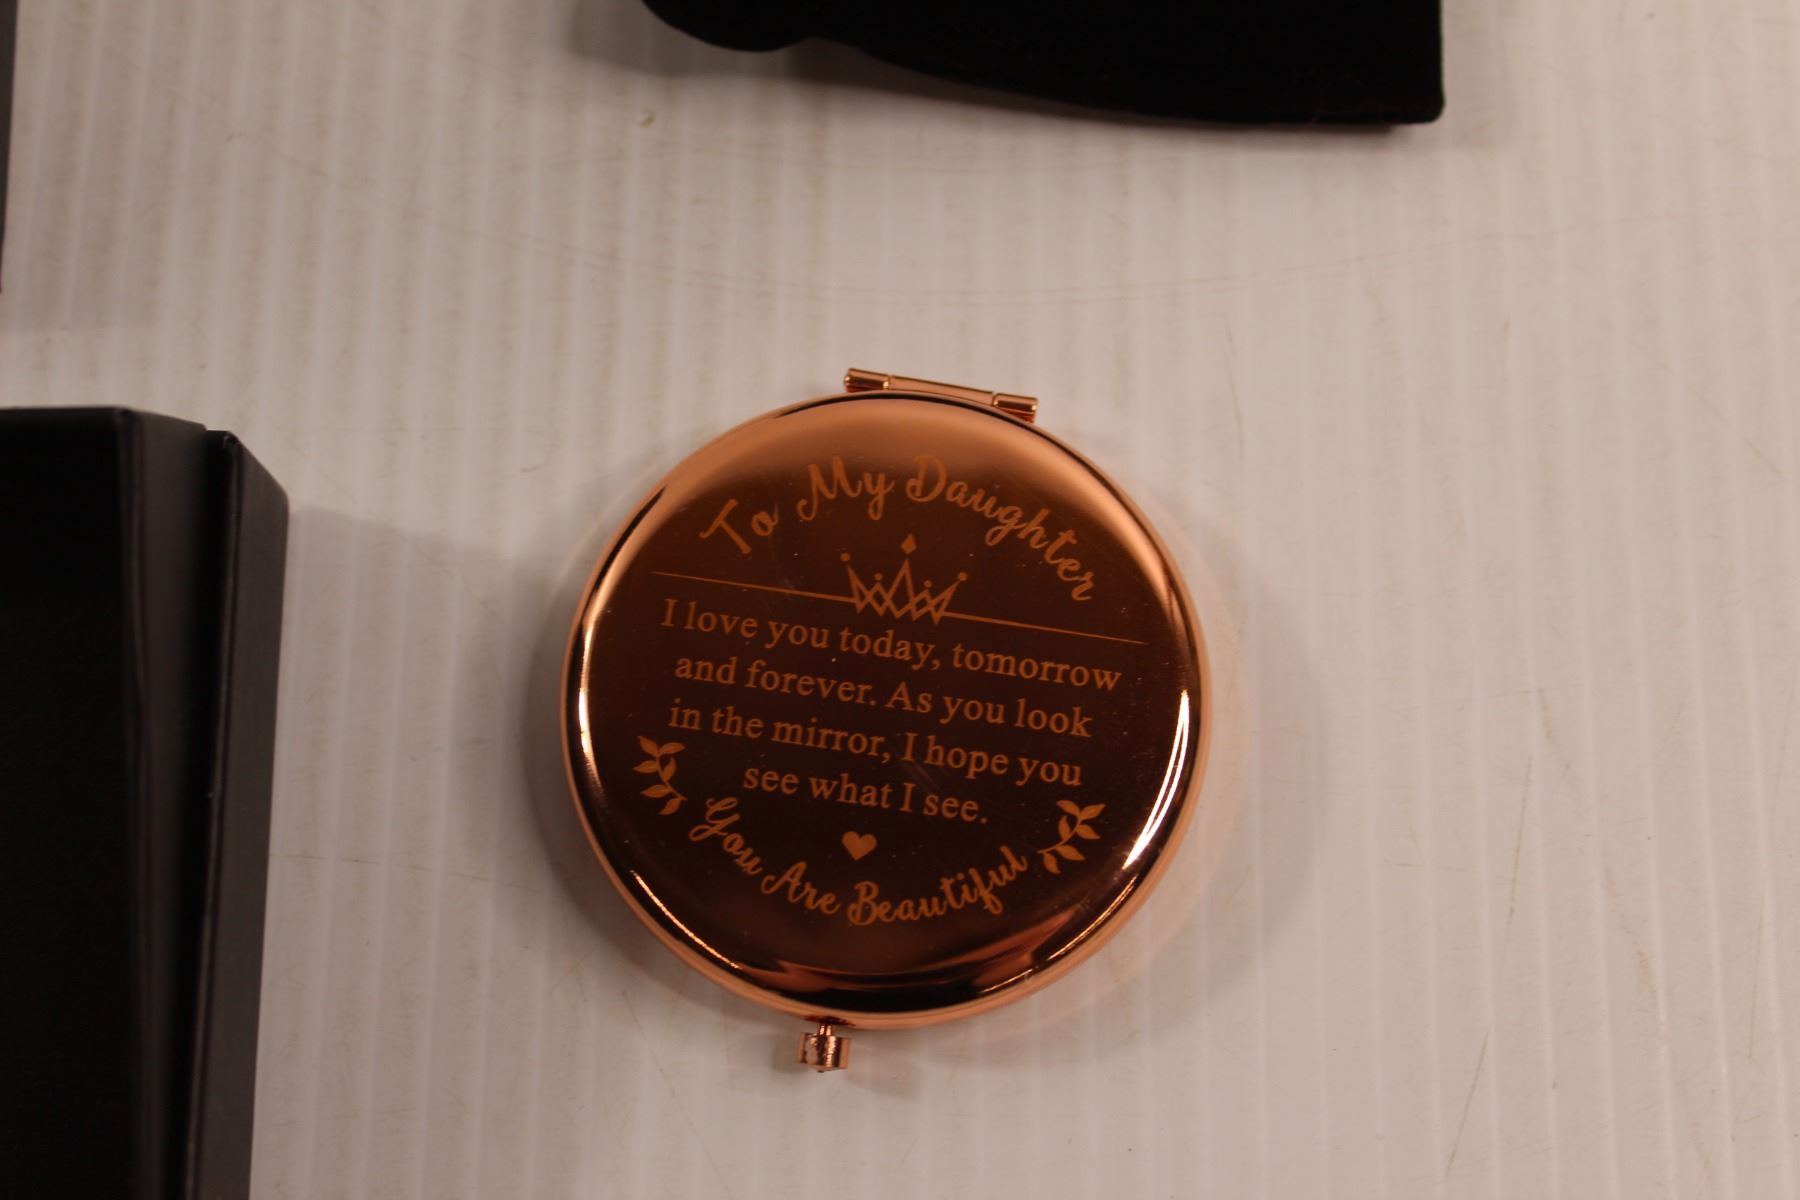 To My Daughter
I love you today, tomorrow
and forever. As you look
in the mirror, I hope you
see what I see.
You Are Beautiful